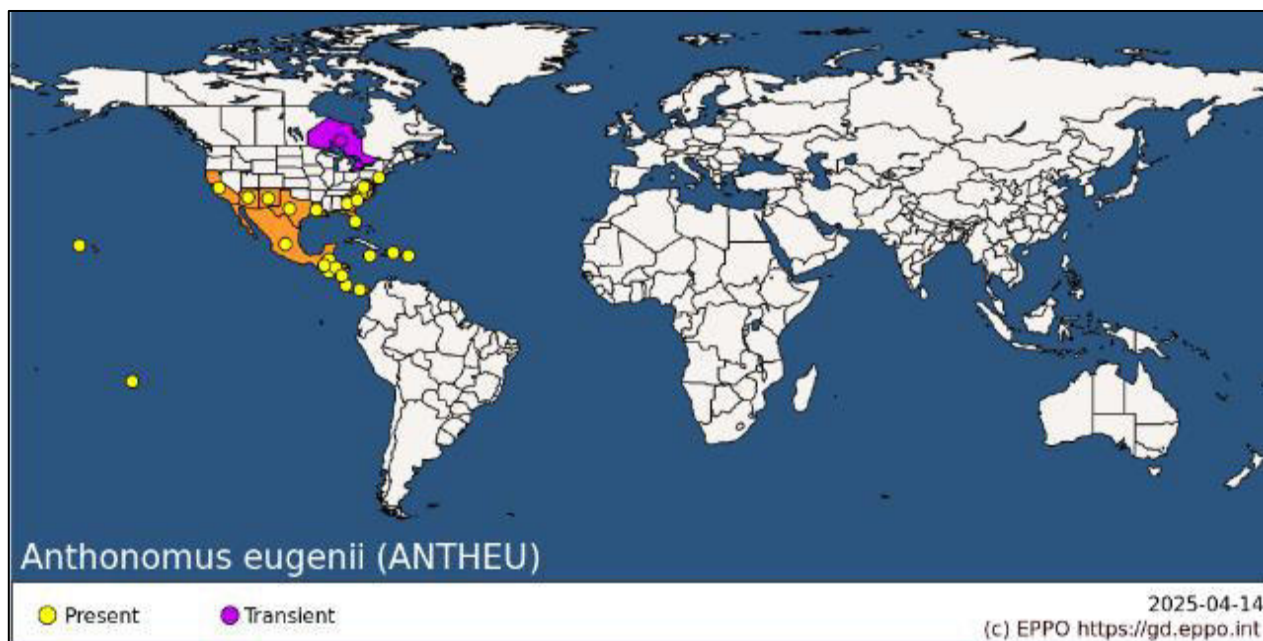 Anthonomus eugenii (ANTHEU)
Present
Transient
2025-04-14
(c) EPPO https://gd.eppo.int